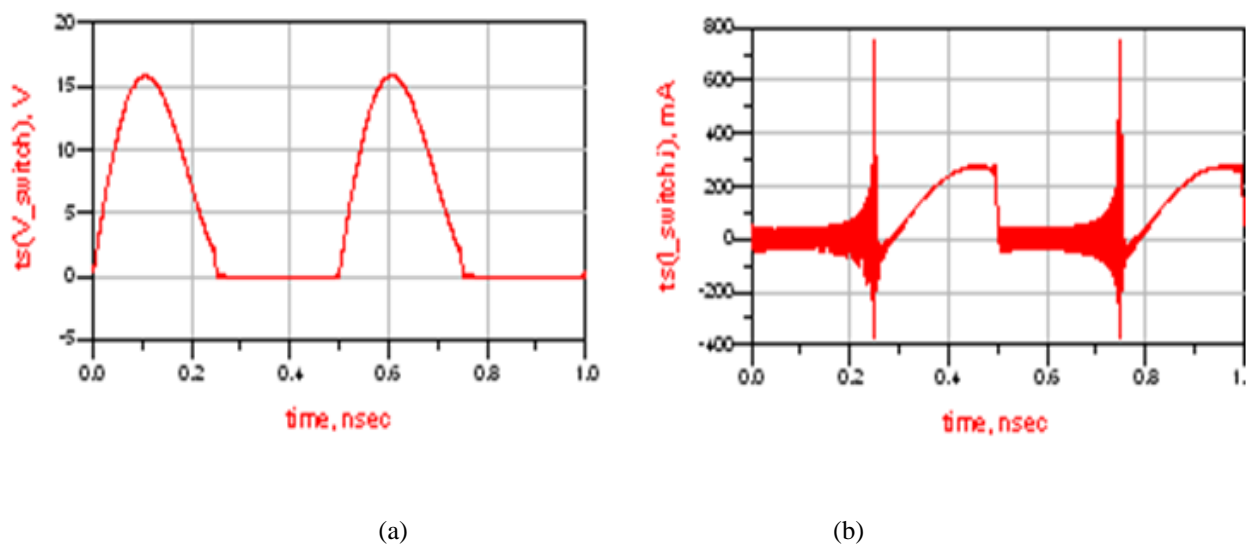 ts(V_switch), V
20
15
10
5
0
-5
0.0 0.2 0.4 0.6 0.8 1.0
time, nsec
(a)
ts(I_switch.i), mA
800
600
400
200
0
-200
-400
0.0 0.2 0.4 0.6 0.8 1.
time, nsec
(b)